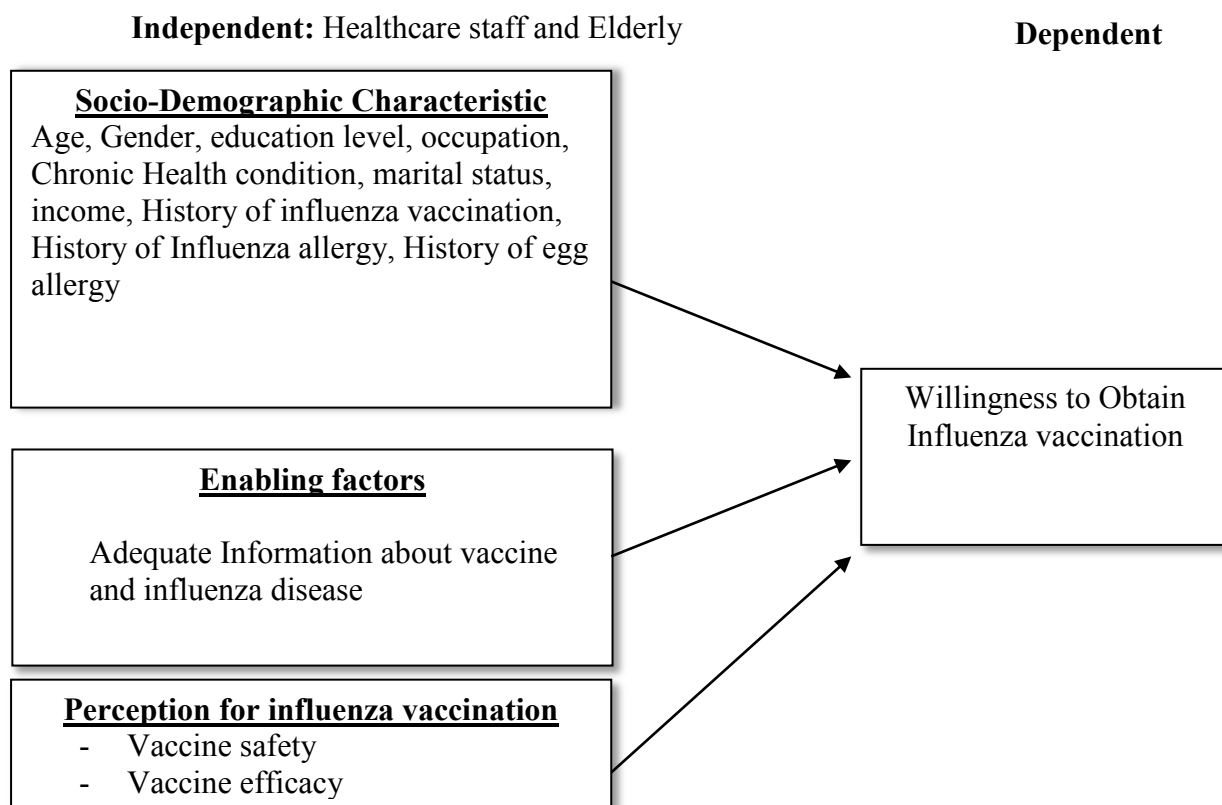 Independent: Healthcare staff and Elderly
Dependent
Socio-Demographic Characteristic
Age, Gender, education level, occupation,
Chronic Health condition, marital status,
income, History of influenza vaccination,
History of Influenza allergy, History of egg
allergy
Willingness to Obtain
Influenza vaccination
Enabling factors
Adequate Information about vaccine
and influenza disease
Perception for influenza vaccination
- Vaccine safety
- Vaccine efficacy